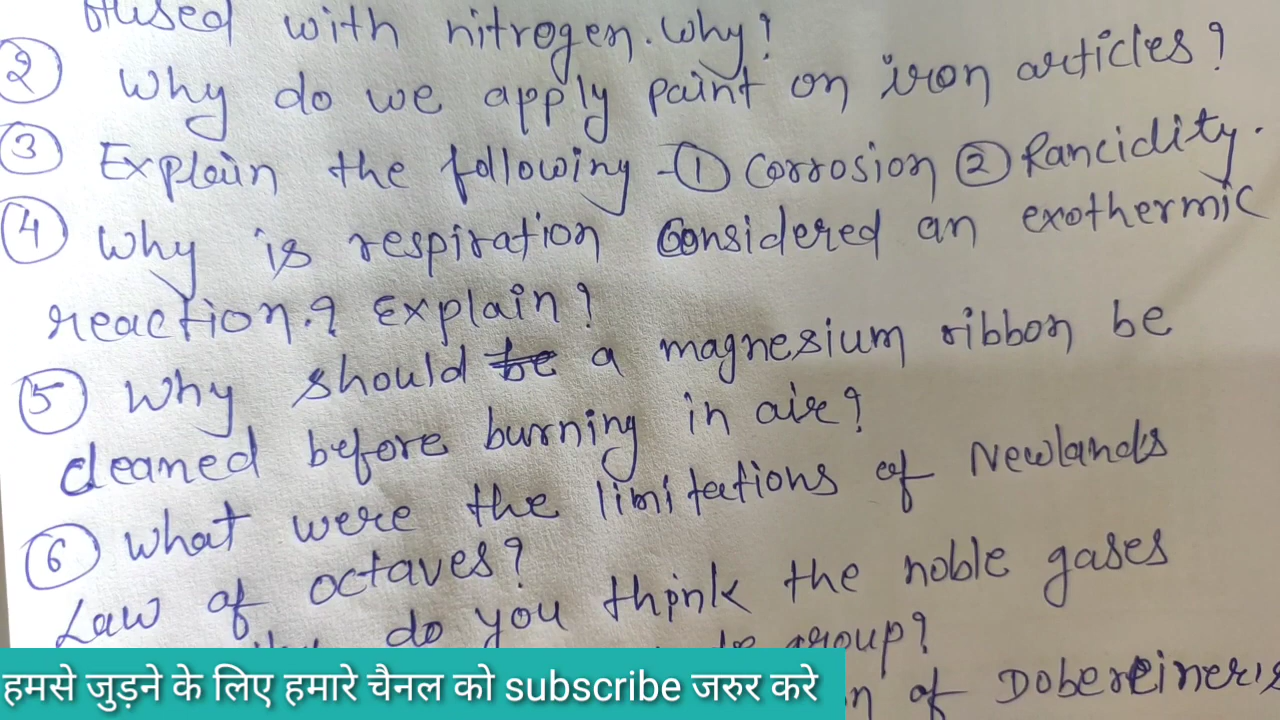 with nitrogen. Why?
② Why do we apply paint on iron articles?
③ Explain the following - ① Corrosion ② Rancidity.
④ Why is respiration Considered an exothermic
reaction.? Explain?
⑤ Why should be a magnesium ribbon be
cleaned before burning in air?
⑥ What were the limitations of Newlands
Law of octaves?
do you think the noble gases
group?
of Dobereiner's
हमसे जुड़ने के लिए हमारे चैनल को subscribe जरुर करे